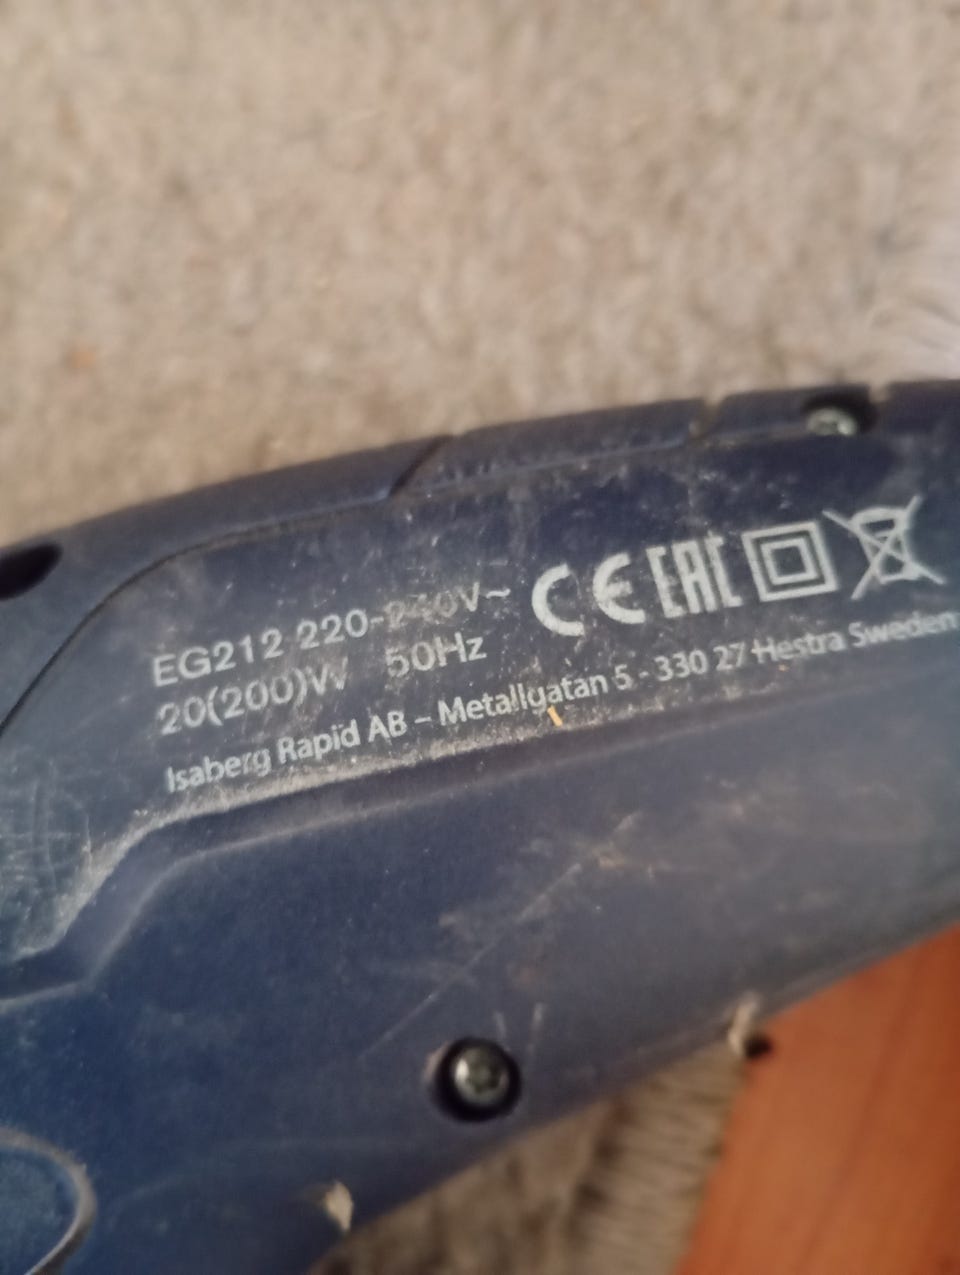 EG212 220-240V~
20(200)W 50Hz
CE EAC
Isaberg Rapid AB – Metallgatan 5 - 330 27 Hestra Sweden